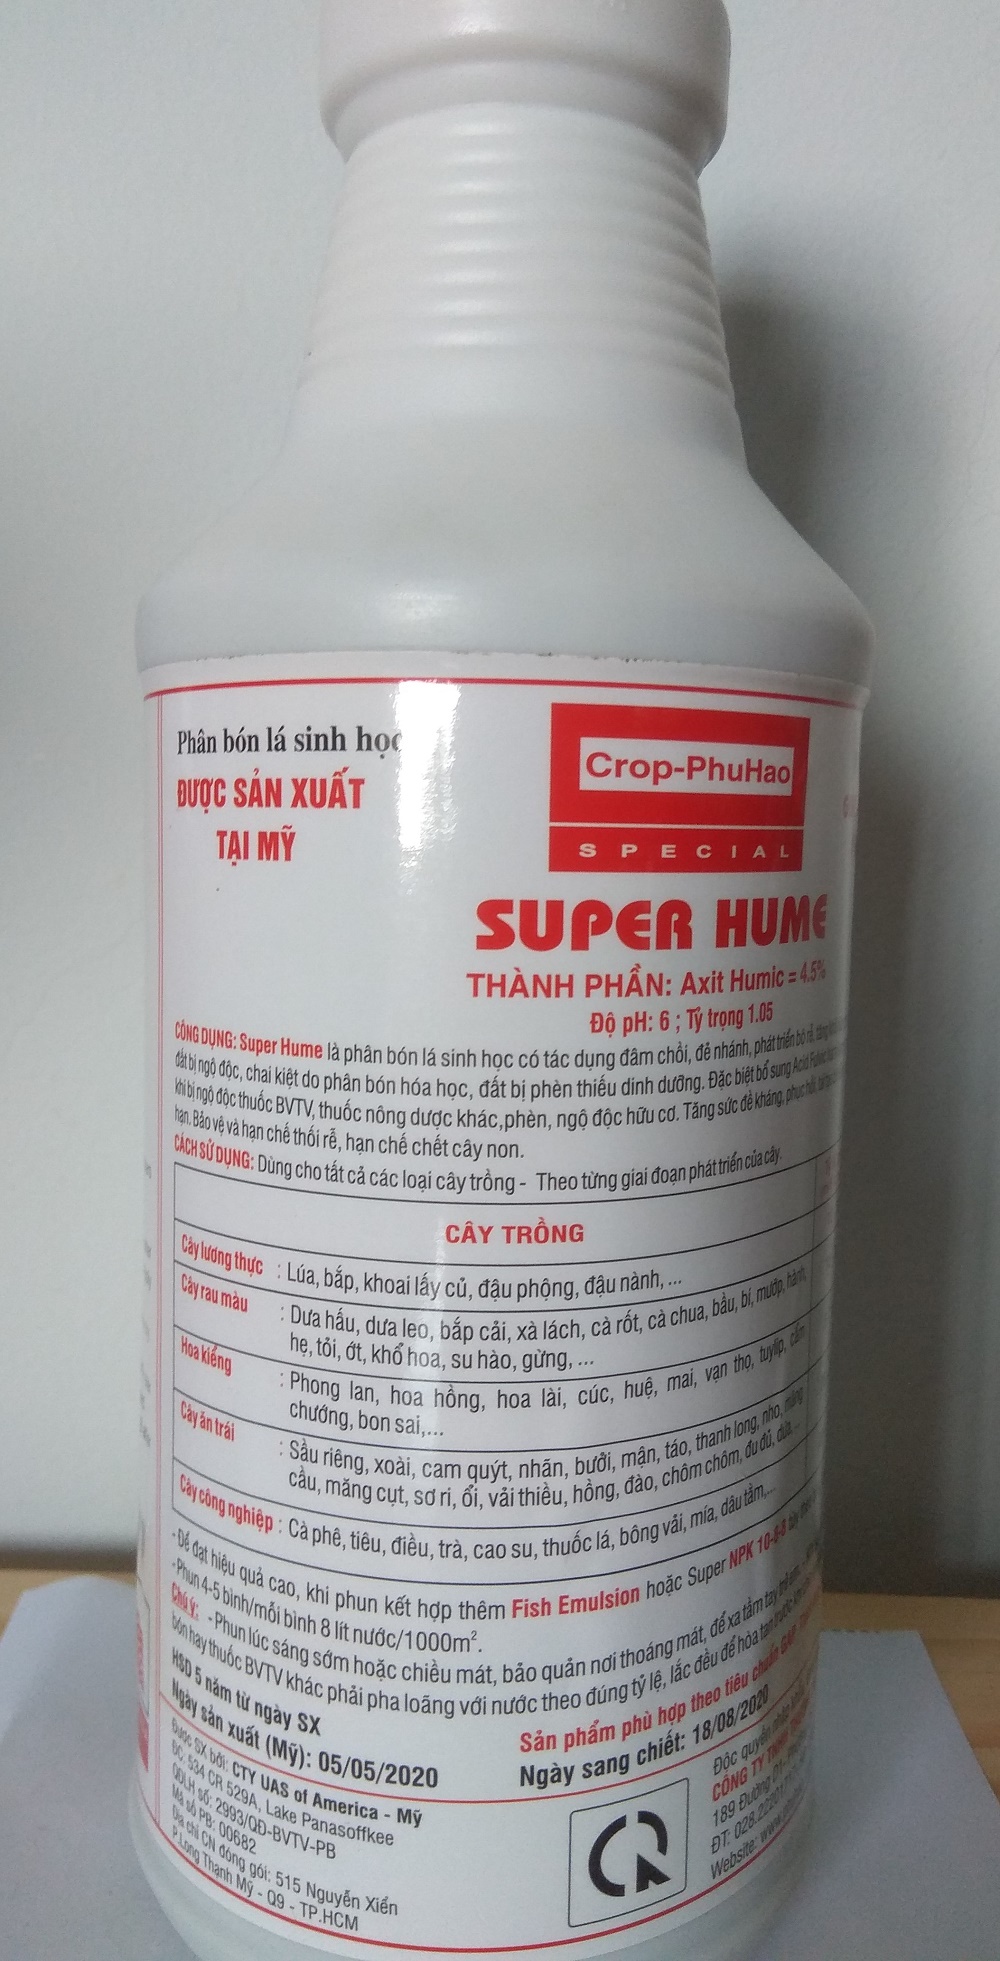 Phân bón lá sinh học
ĐƯỢC SẢN XUẤT
TẠI MỸ
Crop-PhuHao
SPECIAL
SUPER HUME
THÀNH PHẦN: Axit Humic = 4.5%
Độ pH: 6 ; Tỷ trọng 1.05
CÔNG DỤNG: Super Hume là phân bón lá sinh học có tác dụng đâm chồi, đẻ nhánh, phát triển bộ rễ,
đất bị ngộ độc, chai kiệt do phân bón hóa học, đất bị phèn thiếu dinh dưỡng. Đặc biệt bổ sung Acid
khi bị ngộ độc thuốc BVTV, thuốc nông dược khác,phèn, ngộ độc hữu cơ. Tăng sức đề kháng, phục hồi,
hạn. Bảo vệ và hạn chế thối rễ, hạn chế chết cây non.
CÁCH SỬ DỤNG: Dùng cho tất cả các loại cây trồng - Theo từng giai đoạn phát triển của cây.
CÂY TRỒNG
Cây lương thực : Lúa, bắp, khoai lấy củ, đậu phộng, đậu nành, ...
Cây rau màu : Dưa hấu, dưa leo, bắp cải, xà lách, cà rốt, cà chua, bầu, bí, mướp, hành,
hẹ, tỏi, ớt, khổ hoa, su hào, gừng, ...
Hoa kiểng : Phong lan, hoa hồng, hoa lài, cúc, huệ, mai, vạn thọ, tuylip, cẩm
chướng, bon sai,...
Cây ăn trái : Sầu riêng, xoài, cam quýt, nhãn, bưởi, mận, táo, thanh long, nho, mãng
cầu, măng cụt, sơ ri, ổi, vải thiều, hồng, đào, chôm chôm, đu đủ, dừa, ...
Cây công nghiệp : Cà phê, tiêu, điều, trà, cao su, thuốc lá, bông vải, mía, dâu tằm,...
- Để đạt hiệu quả cao, khi phun kết hợp thêm Fish Emulsion hoặc Super NPK 10-8-8
- Phun 4-5 bình/mỗi bình 8 lít nước/1000m².
Chú ý: - Phun lúc sáng sớm hoặc chiều mát, bảo quản nơi thoáng mát, để xa tầm tay trẻ em.
bón hay thuốc BVTV khác phải pha loãng với nước theo đúng tỷ lệ, lắc đều để hòa tan trước khi
HSD 5 năm từ ngày SX
Sản phẩm phù hợp theo tiêu chuẩn GAP
Ngày sản xuất (Mỹ): 05/05/2020
Ngày sang chiết: 18/08/2020
Được SX bởi: CTY UAS of America - Mỹ
ĐC: 534 CR 529A, Lake Panasoffkee
QĐLH số: 2993/QĐ-BVTV-PB
Mã số PB: 00682
Địa chỉ CN đóng gói: 515 Nguyễn Xiển
P.Long Thạnh Mỹ - Q9 - TP.HCM
Độc quyền
CÔNG TY TNHH
189 Đường
ĐT: 028.
Website: